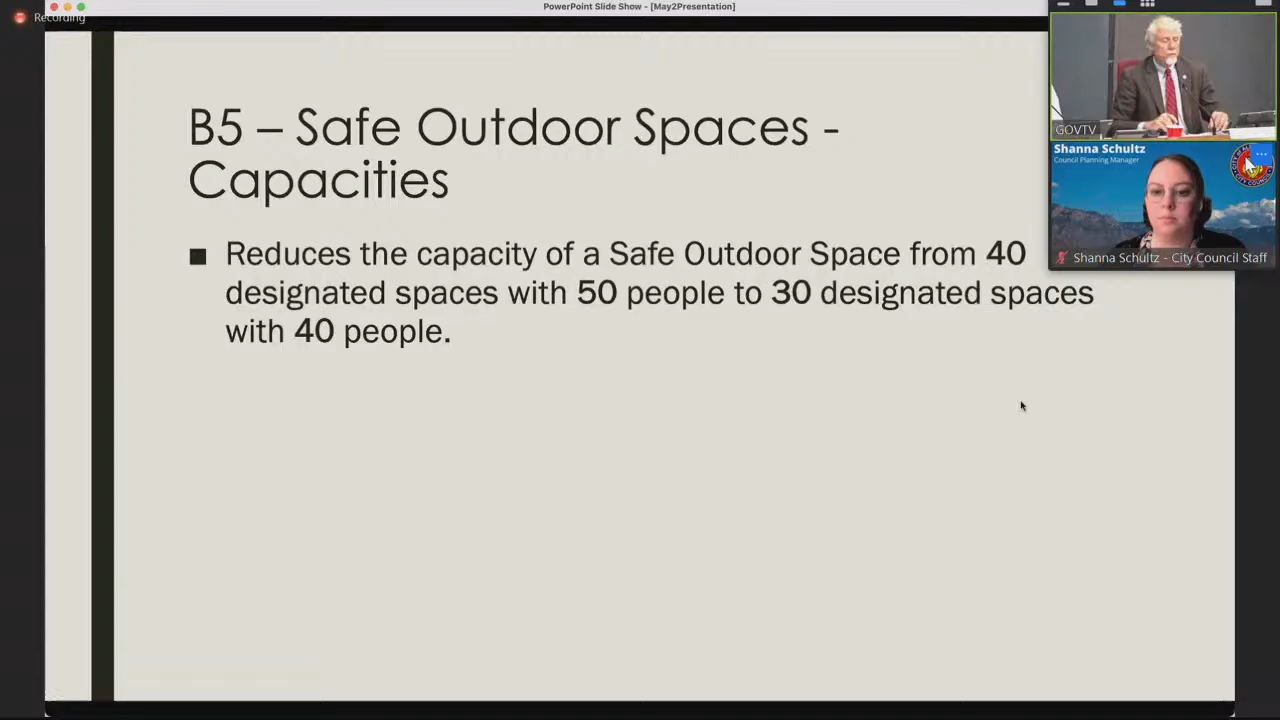 PowerPoint Slide Show - [May2Presentation]
Recording
B5 – Safe Outdoor Spaces -
Capacities
■ Reduces the capacity of a Safe Outdoor Space from 40
designated spaces with 50 people to 30 designated spaces
with 40 people.
GOVTV
Shanna Schultz
Council Planning Manager
Shanna Schultz - City Council Staff